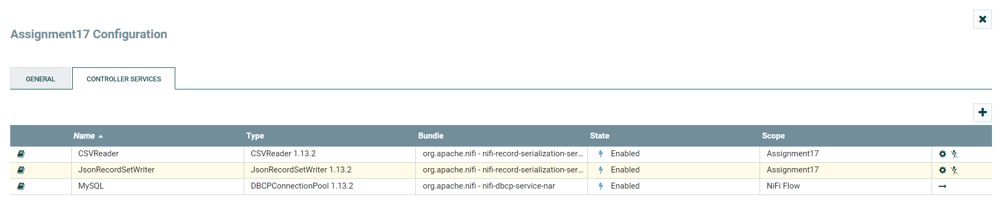 Assignment17 Configuration
GENERAL CONTROLLER SERVICES
Name Type Bundle State Scope
CSVReader CSVReader 1.13.2 org.apache.nifi - nifi-record-serialization-ser... Enabled Assignment17
JsonRecordSetWriter JsonRecordSetWriter 1.13.2 org.apache.nifi - nifi-record-serialization-ser... Enabled Assignment17
MySQL DBCPConnectionPool 1.13.2 org.apache.nifi - nifi-dbcp-service-nar Enabled NiFi Flow